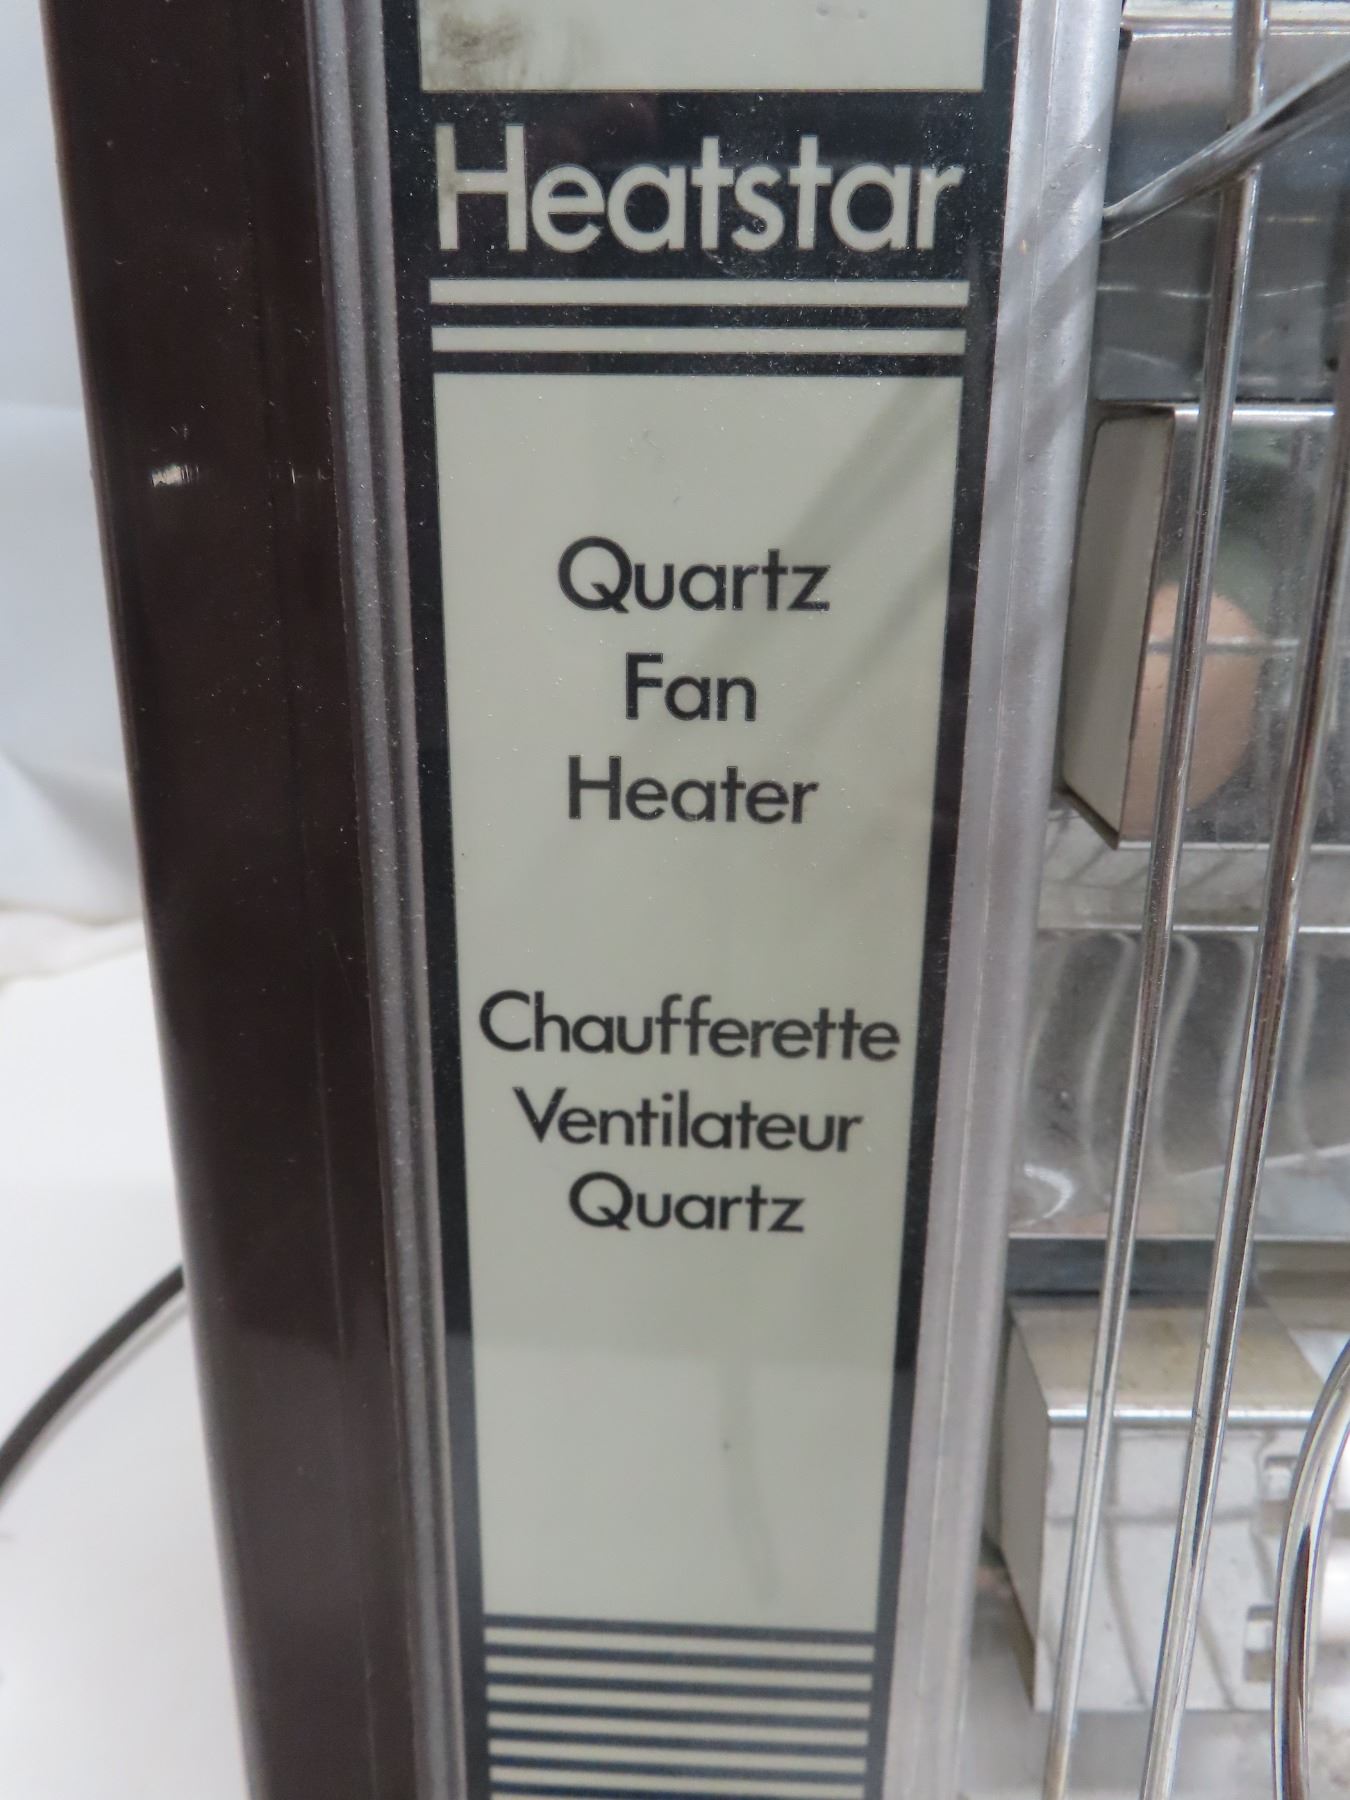 Heatstar
Quartz
Fan
Heater
Chaufferette
Ventilateur
Quartz